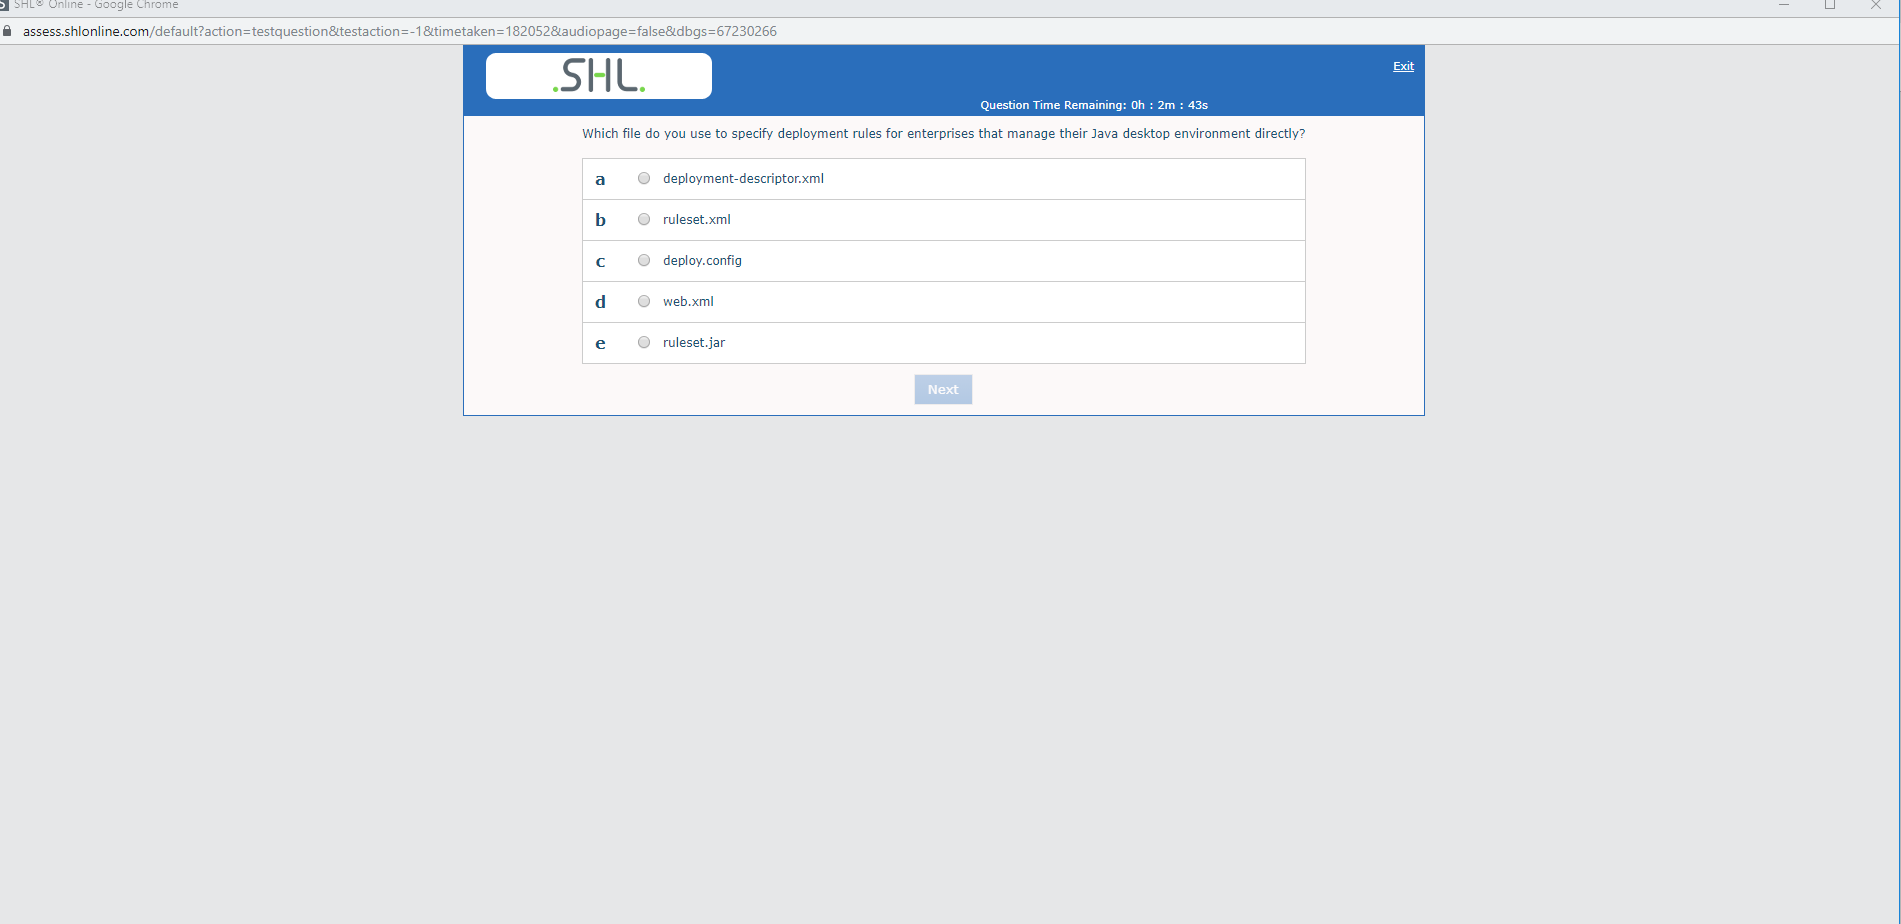 SHL® Online - Google Chrome
assess.shlonline.com/default?action=testquestion&testaction=-1&timetaken=182052&audiopage=false&dbgs=67230266
.SHL.
Exit
Question Time Remaining: 0h : 2m : 43s
Which file do you use to specify deployment rules for enterprises that manage their Java desktop environment directly?
a deployment-descriptor.xml
b ruleset.xml
c deploy.config
d web.xml
e ruleset.jar
Next